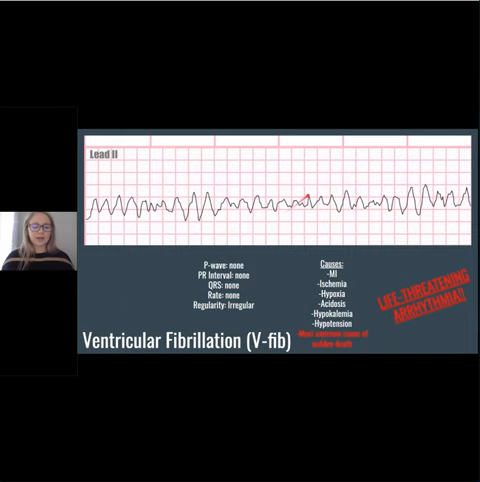 Lead II
P-wave: none
PR Interval: none
QRS: none
Rate: none
Regularity: Irregular
Causes:
-MI
-Ischemia
-Hypoxia
-Acidosis
-Hypokalemia
-Hypotension
-Most common cause of
sudden death
LIFE-THREATENING
ARRHYTHMIA!!
Ventricular Fibrillation (V-fib)